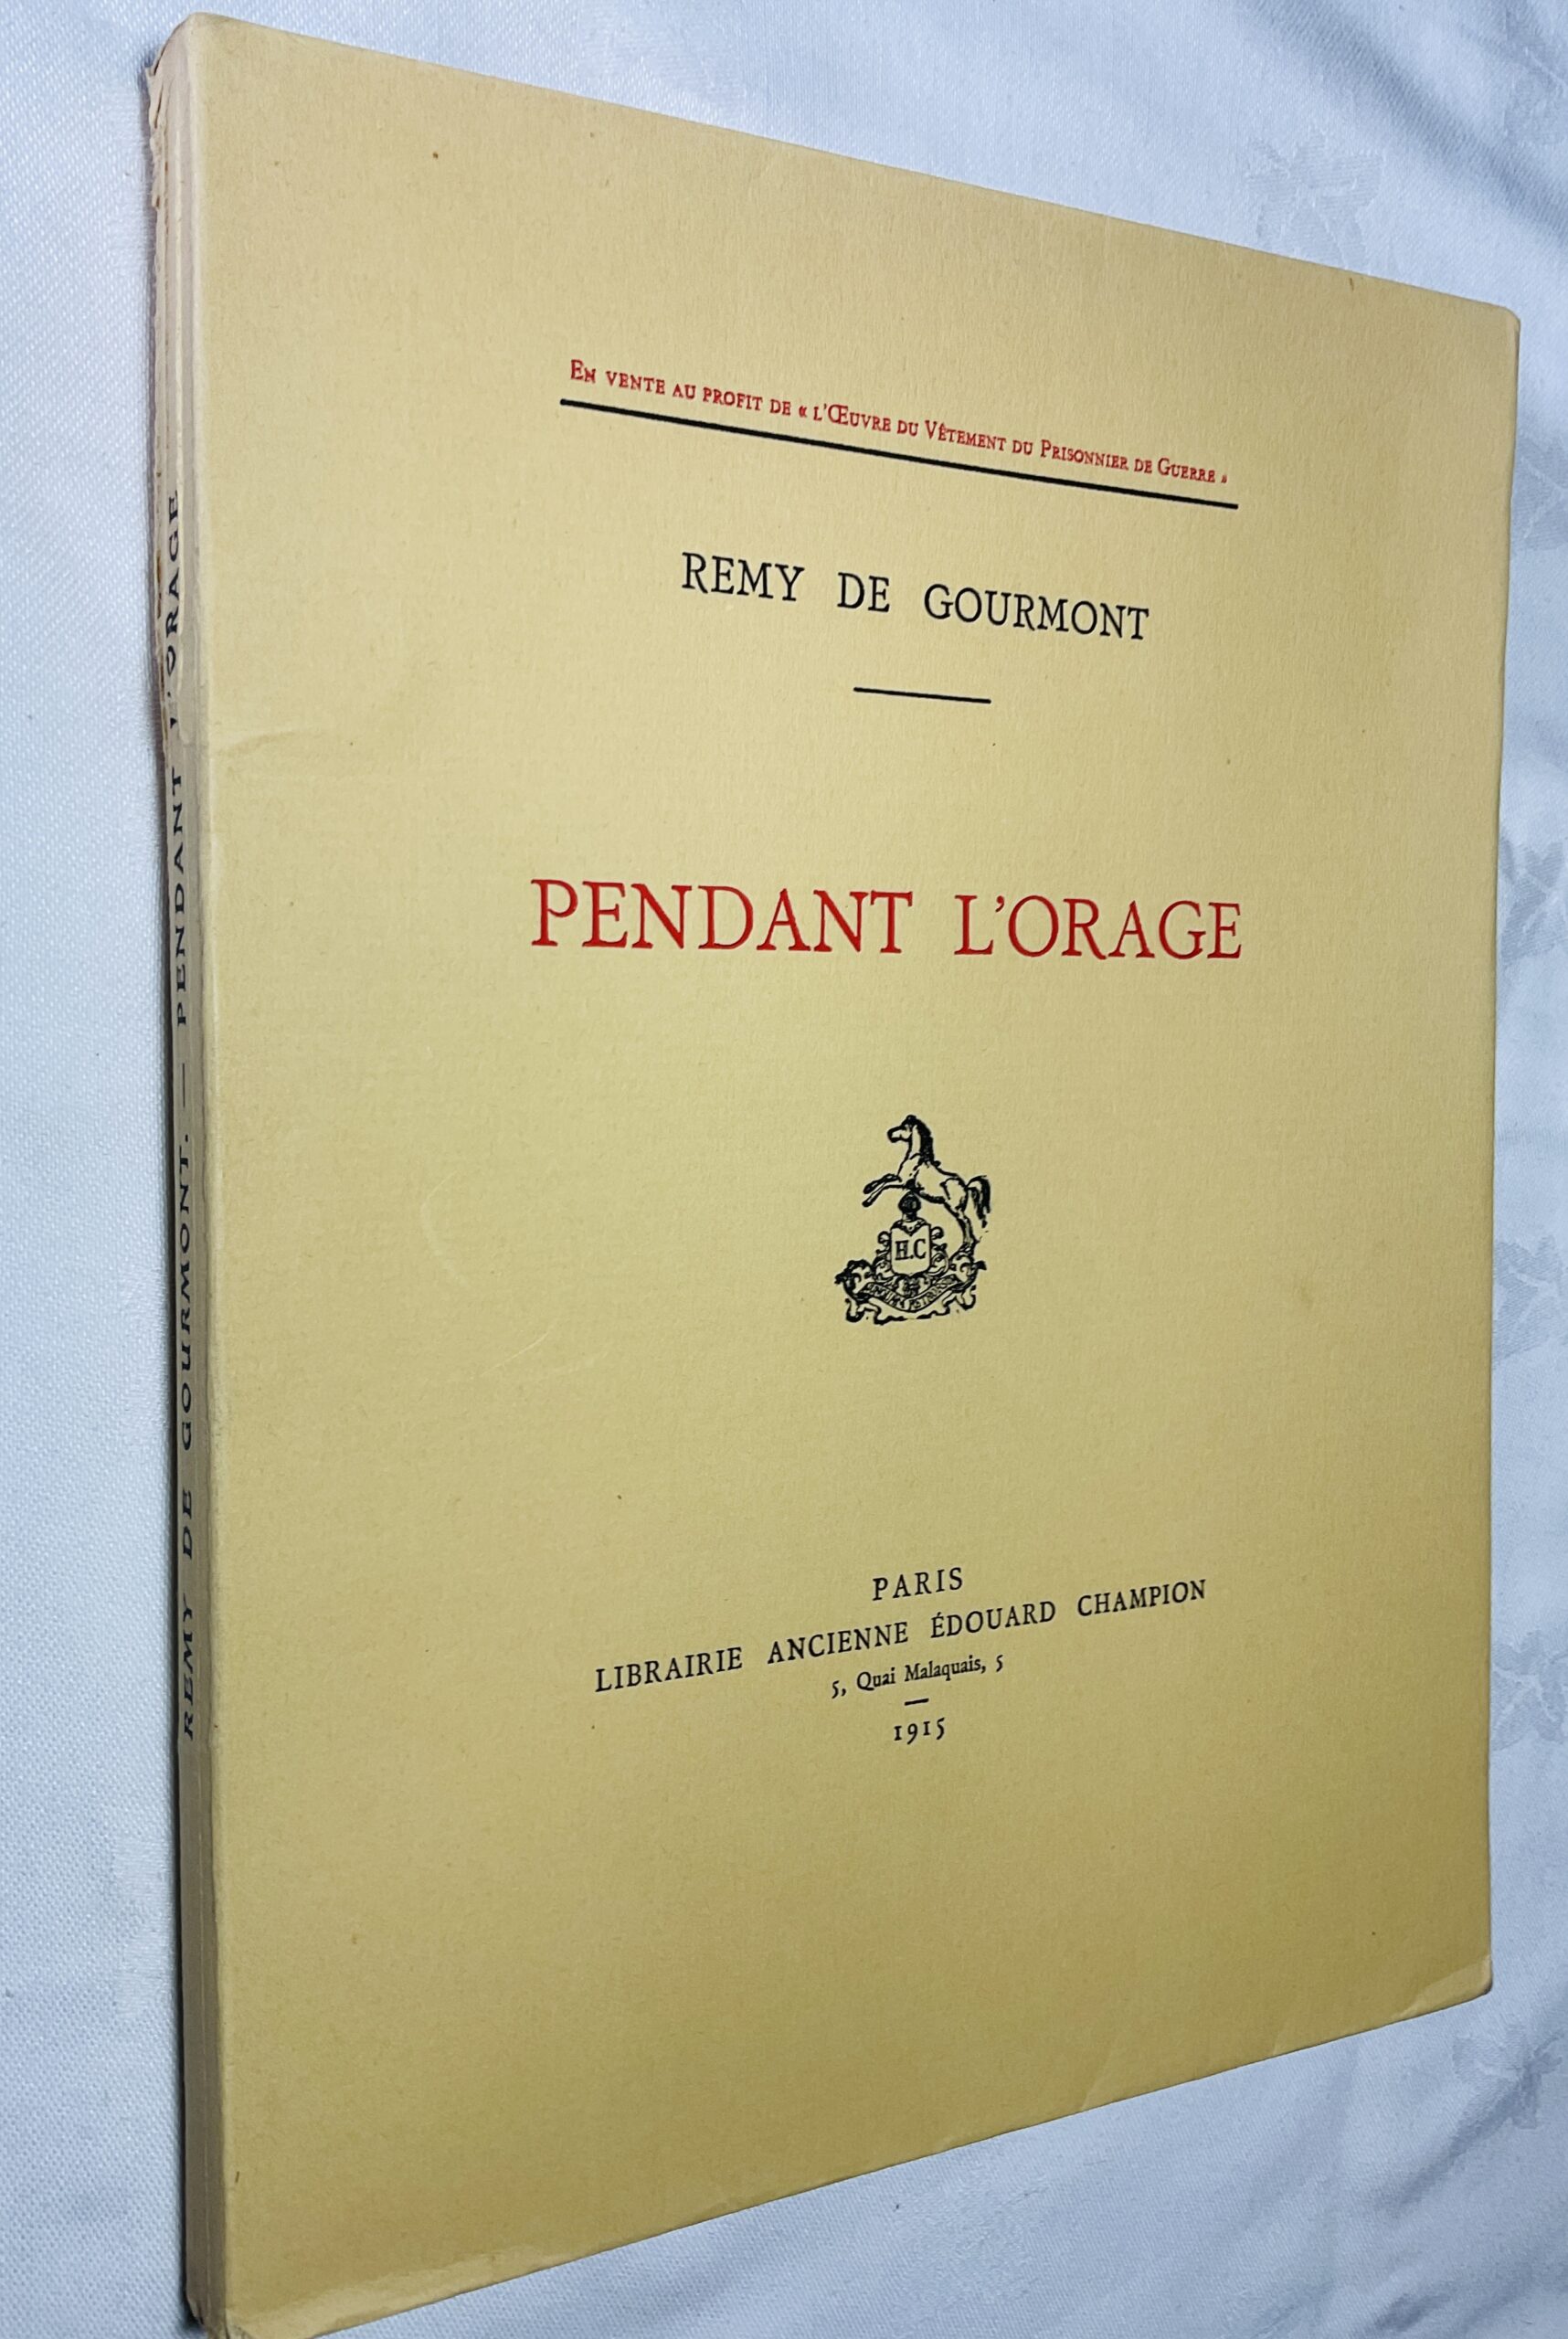 En vente au profit de « l'Œuvre du Vêtement du Prisonnier de Guerre »
REMY DE GOURMONT
PENDANT L'ORAGE
H.C
PARIS
LIBRAIRIE ANCIENNE ÉDOUARD CHAMPION
5, Quai Malaquais, 5
1915
REMY DE GOURMONT. — PENDANT L'ORAGE